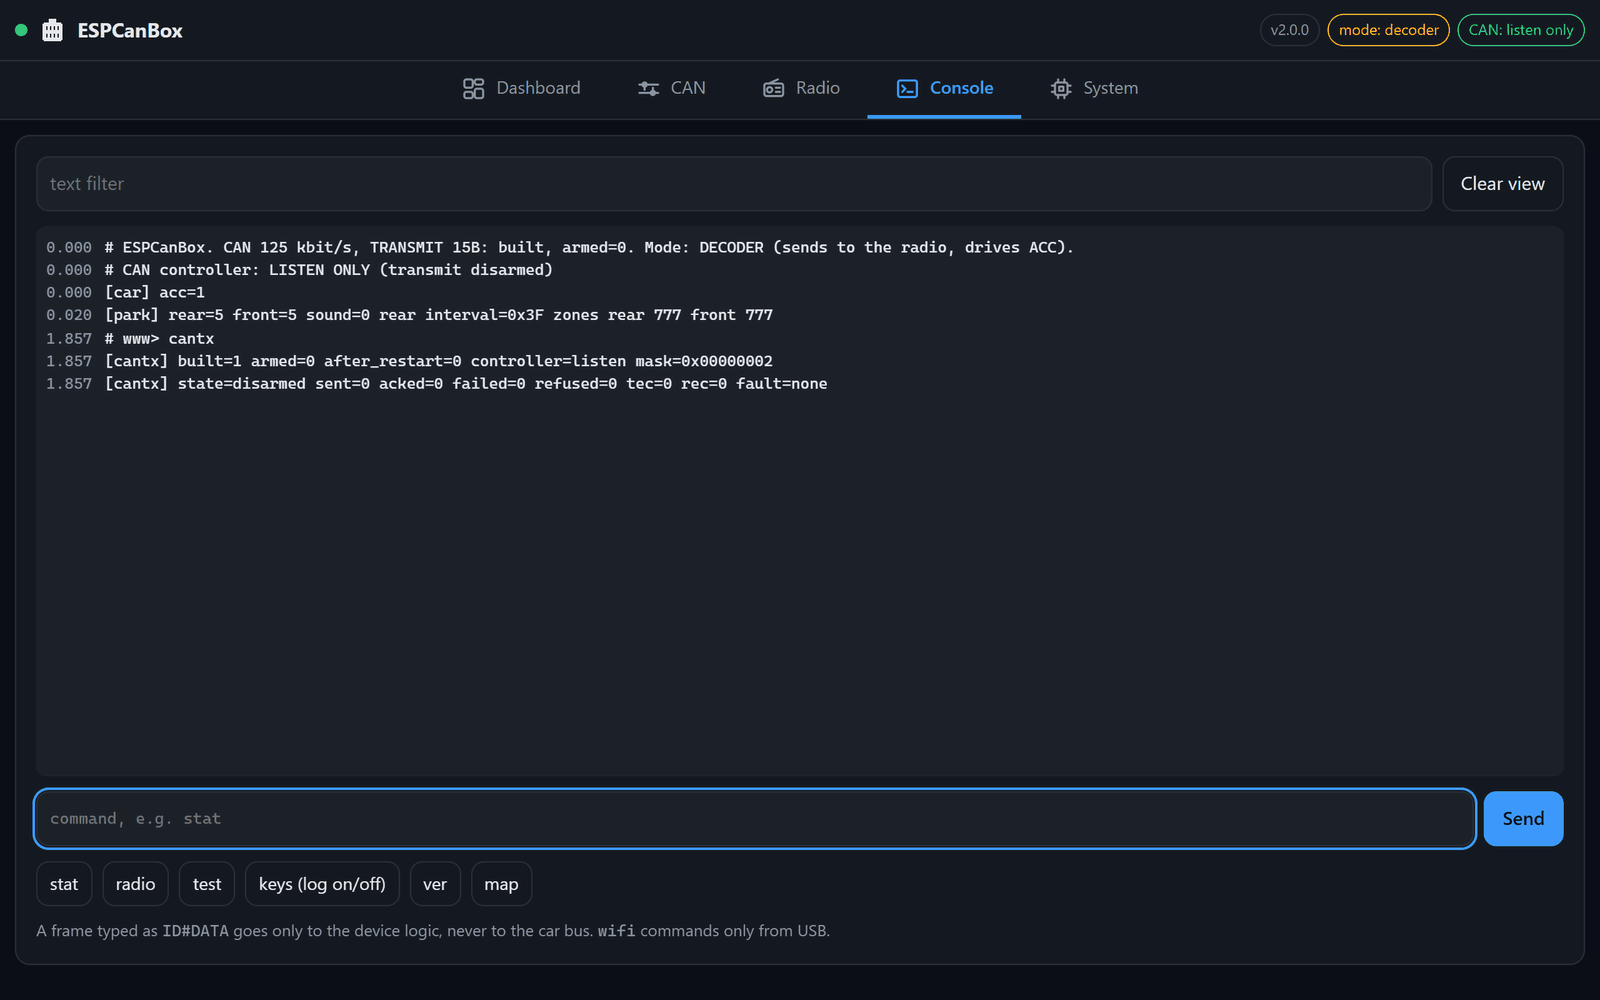 ESPCanBox
v2.0.0
mode: decoder
CAN: listen only
Dashboard
CAN
Radio
Console
System
text filter
Clear view
0.000 # ESPCanBox. CAN 125 kbit/s, TRANSMIT 15B: built, armed=0. Mode: DECODER (sends to the radio, drives ACC).
0.000 # CAN controller: LISTEN ONLY (transmit disarmed)
0.000 [car] acc=1
0.020 [park] rear=5 front=5 sound=0 rear interval=0x3F zones rear 777 front 777
1.857 # www> cantx
1.857 [cantx] built=1 armed=0 after_restart=0 controller=listen mask=0x00000002
1.857 [cantx] state=disarmed sent=0 acked=0 failed=0 refused=0 tec=0 rec=0 fault=none
command, e.g. stat
Send
stat
radio
test
keys (log on/off)
ver
map
A frame typed as ID#DATA goes only to the device logic, never to the car bus. wifi commands only from USB.